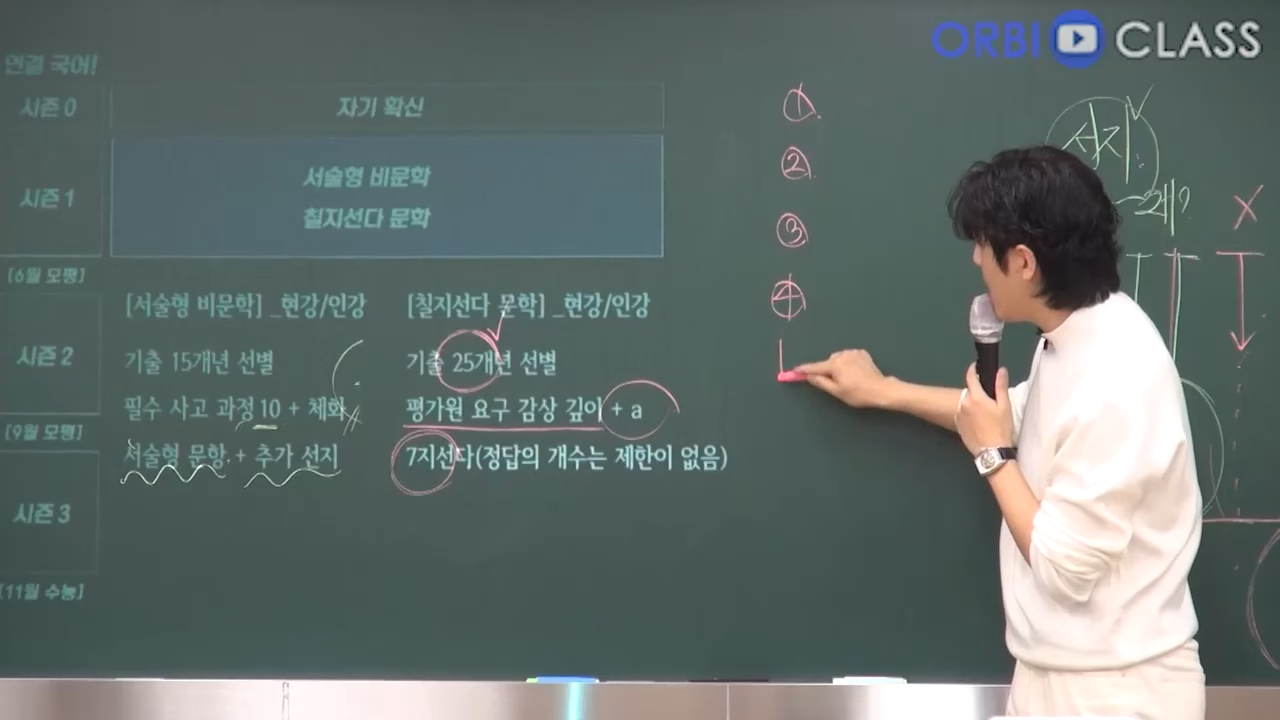 ORBI CLASS
연결 국어!
시즌 0
자기 확신
시즌 1
서술형 비문학
칠지선다 문학
[6월 모평]
시즌 2
[서술형 비문학] _현강/인강
기출 15개년 선별
필수 사고 과정 10 + 체화
서술형 문항 + 추가 선지
[칠지선다 문학] _현강/인강
기출 25개년 선별
평가원 요구 감상 깊이 + a
7지선다(정답의 개수는 제한이 없음)
[9월 모평]
시즌 3
[11월 수능]
①
②
③
④
선지
X